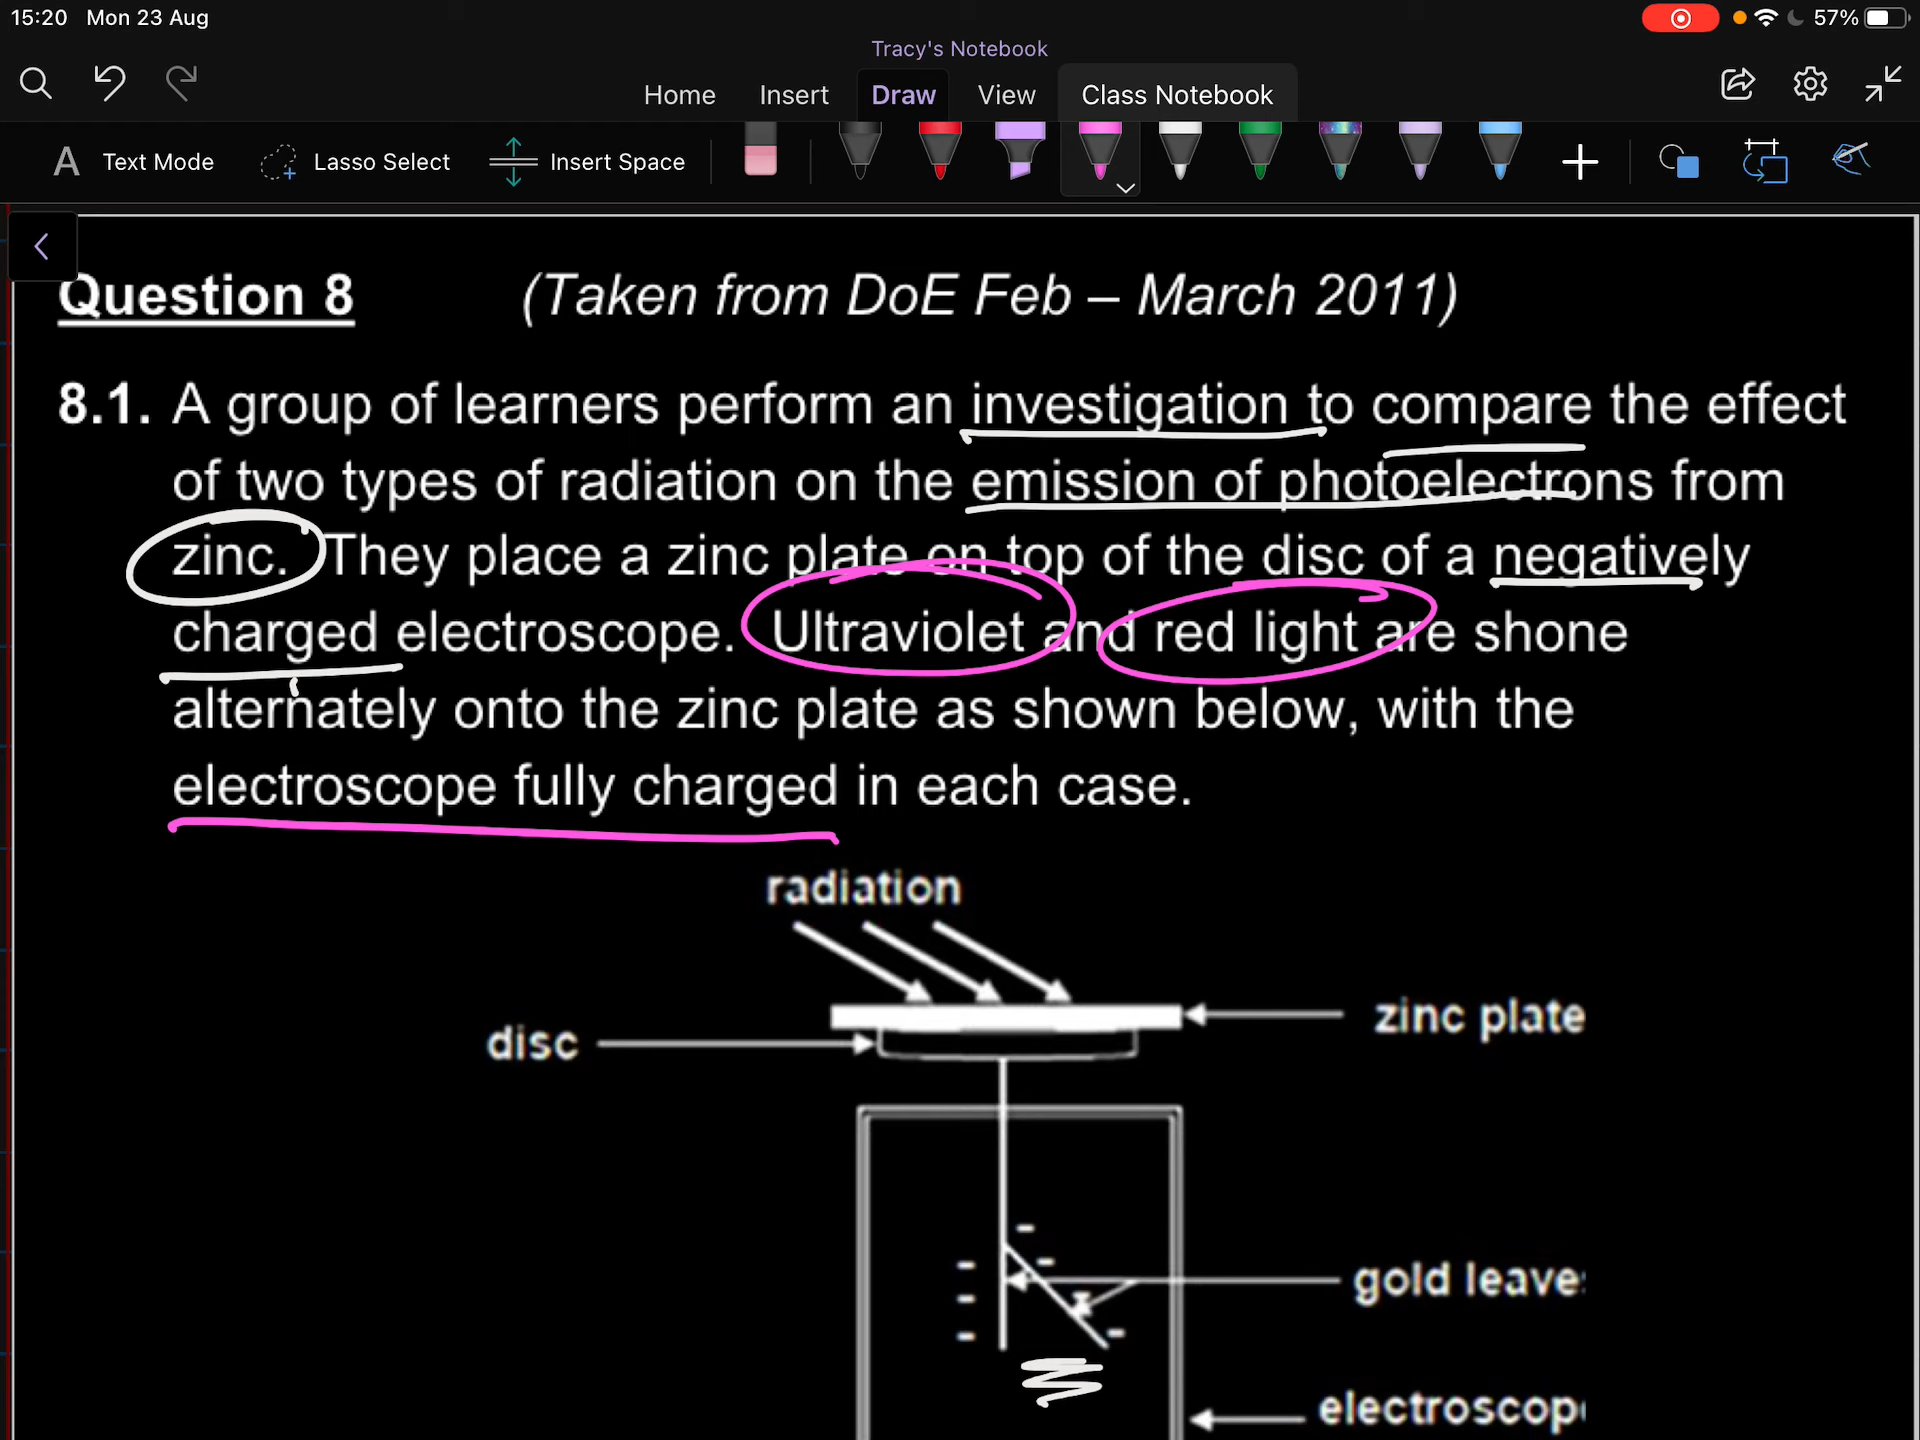 15:20 Mon 23 Aug
57%
Tracy's Notebook
Home Insert Draw View Class Notebook
A Text Mode Lasso Select Insert Space
Question 8 (Taken from DoE Feb – March 2011)
8.1. A group of learners perform an investigation to compare the effect
of two types of radiation on the emission of photoelectrons from
zinc. They place a zinc plate on top of the disc of a negatively
charged electroscope. Ultraviolet and red light are shone
alternately onto the zinc plate as shown below, with the
electroscope fully charged in each case.
radiation
zinc plate
disc
gold leave
electroscop